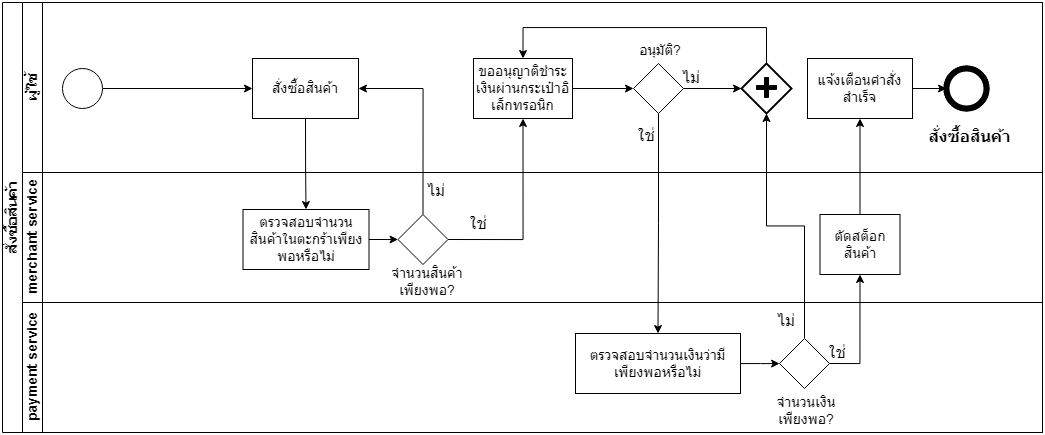 สั่งซื้อสินค้า
ผู้ใช้
สั่งซื้อสินค้า
ขออนุญาติชำระ
เงินผ่านกระเป๋าอิ
เล็กทรอนิก
อนุมัติ?
ไม่
ใช่
แจ้งเตือนคำสั่ง
สำเร็จ
สั่งซื้อสินค้า
merchant service
ตรวจสอบจำนวน
สินค้าในตะกร้าเพียง
พอหรือไม่
ไม่
ใช่
จำนวนสินค้า
เพียงพอ?
ตัดสต็อก
สินค้า
payment service
ตรวจสอบจำนวนเงินว่ามี
เพียงพอหรือไม่
ไม่
ใช่
จำนวนเงิน
เพียงพอ?